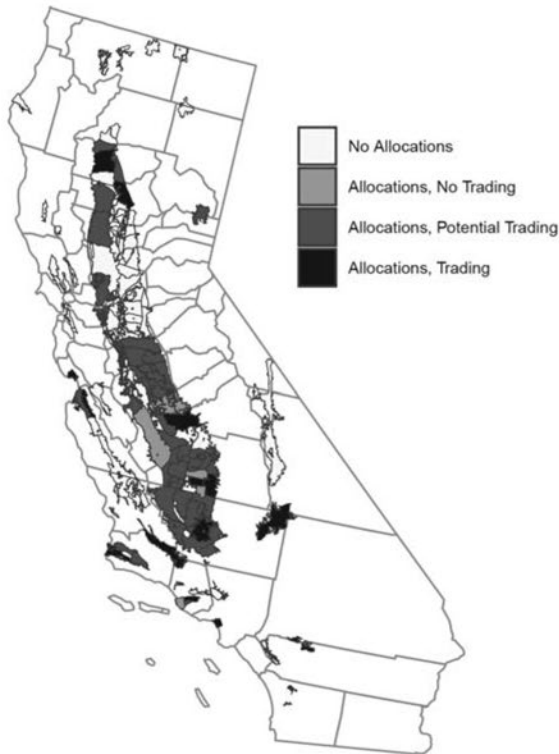 No Allocations
Allocations, No Trading
Allocations, Potential Trading
Allocations, Trading